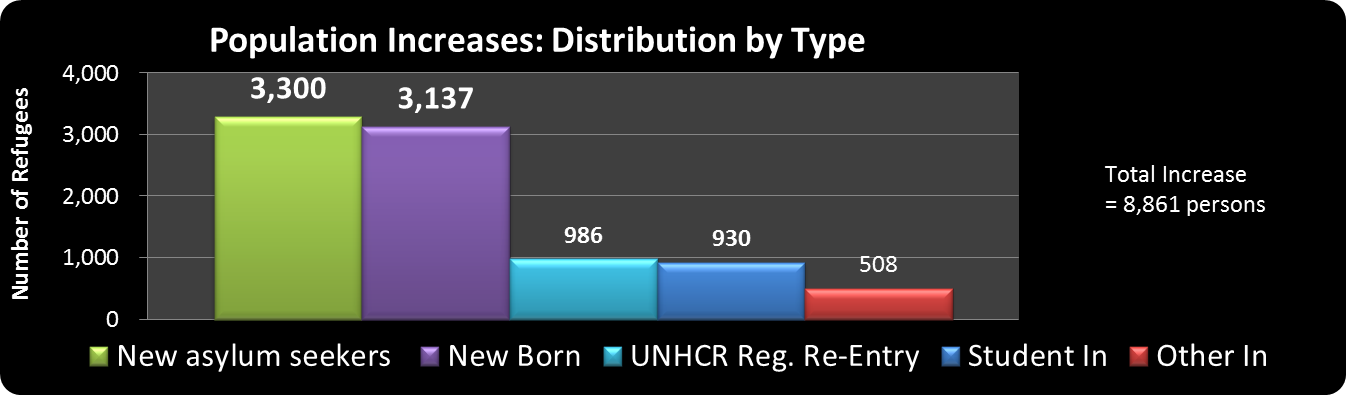 Population Increases: Distribution by Type
Number of Refugees
4,000
3,000
2,000
1,000
0
3,300
3,137
986
930
508
Total Increase
= 8,861 persons
New asylum seekers New Born UNHCR Reg. Re-Entry Student In Other In